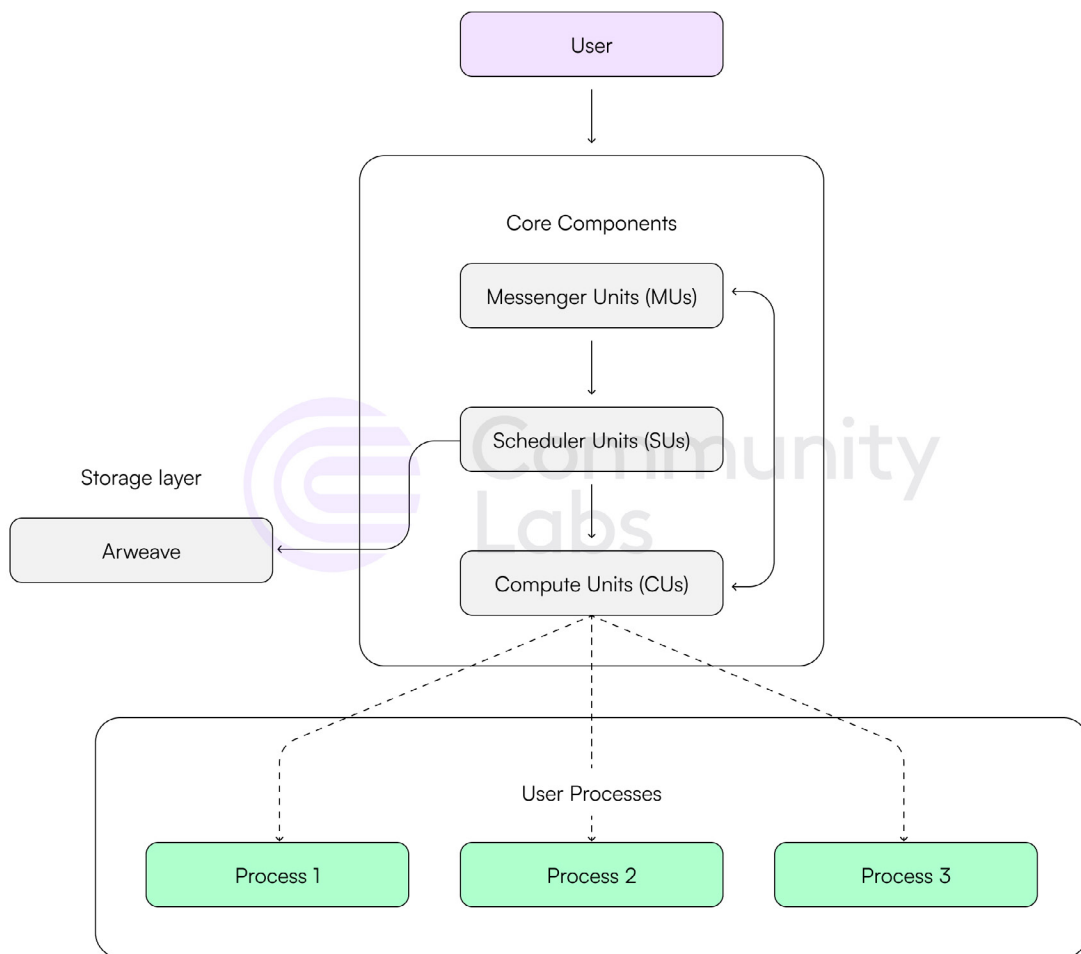 User
Core Components
Messenger Units (MUs)
Scheduler Units (SUs)
Community
Labs
Storage layer
Arweave
Compute Units (CUs)
User Processes
Process 1
Process 2
Process 3